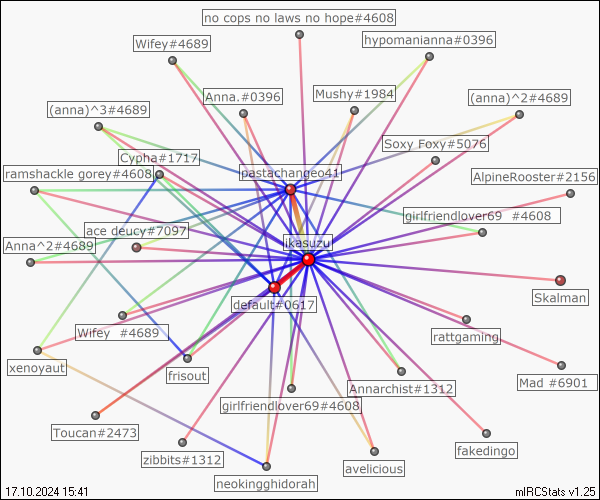 no cops no laws no hope#4608
Wifey#4689
hypomanianna#0396
Anna.#0396
Mushy#1984
(anna)^3#4689
(anna)^2#4689
Soxy Foxy#5076
Cypha#1717
ramshackle gorey#4608
pastachangeo41
AlpineRooster#2156
girlfriendlover69 #4608
ace deucy#7097
Anna^2#4689
ikasuzu
Skalman
default#0617
Wifey #4689
rattgaming
xenoyaut
frisout
Mad #6901
Annarchist#1312
girlfriendlover69#4608
Toucan#2473
fakedingo
zibbits#1312
avelicious
neokingghidorah
17.10.2024 15:41
mIRCStats v1.25